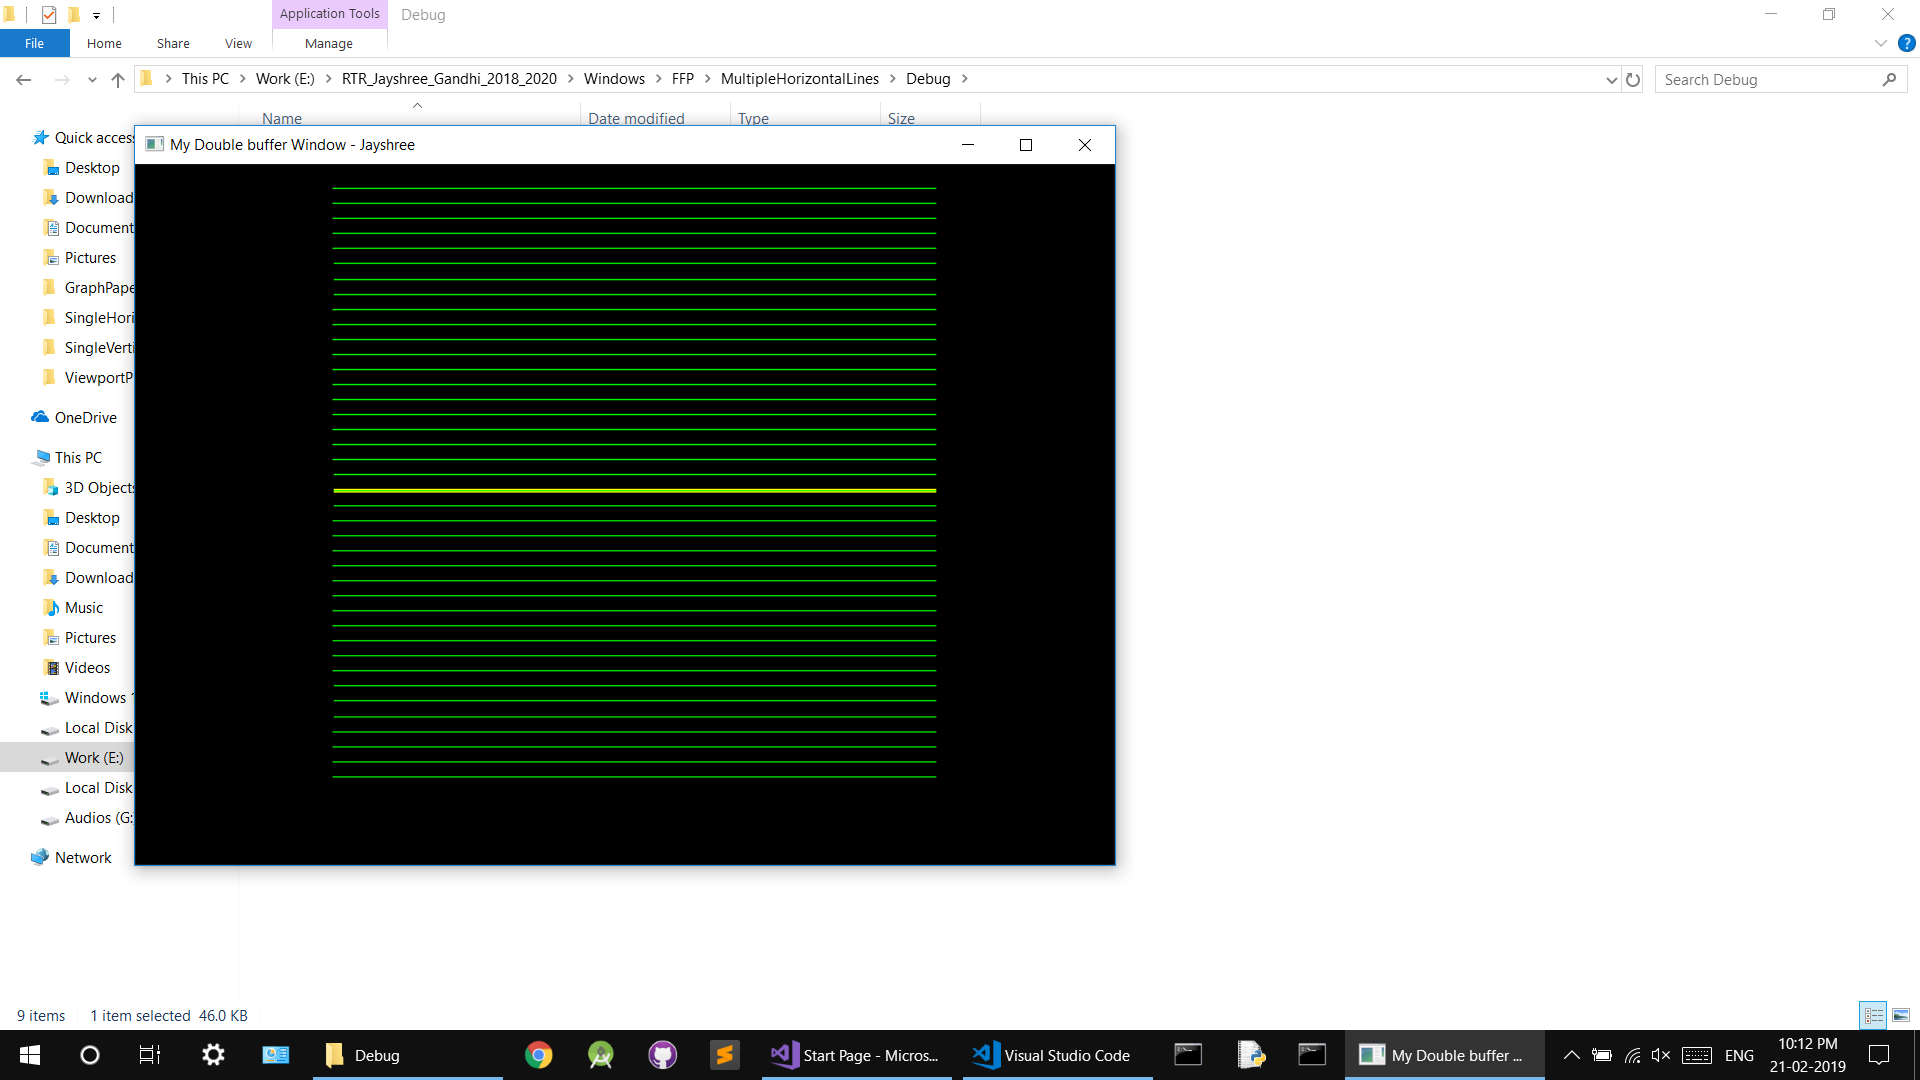 Application Tools Debug
File Home Share View Manage
This PC Work (E:) RTR_Jayshree_Gandhi_2018_2020 Windows FFP MultipleHorizontalLines Debug
Search Debug
Name Date modified Type Size
My Double buffer Window - Jayshree
Quick acces
Desktop
Download
Document
Pictures
GraphPape
SingleHori
SingleVerti
ViewportP
OneDrive
This PC
3D Objects
Desktop
Document
Download
Music
Pictures
Videos
Windows 1
Local Disk
Work (E:)
Local Disk
Audios (G:
Network
9 items 1 item selected 46.0 KB
Debug Start Page - Micros... Visual Studio Code My Double buffer ... ENG
10:12 PM
21-02-2019